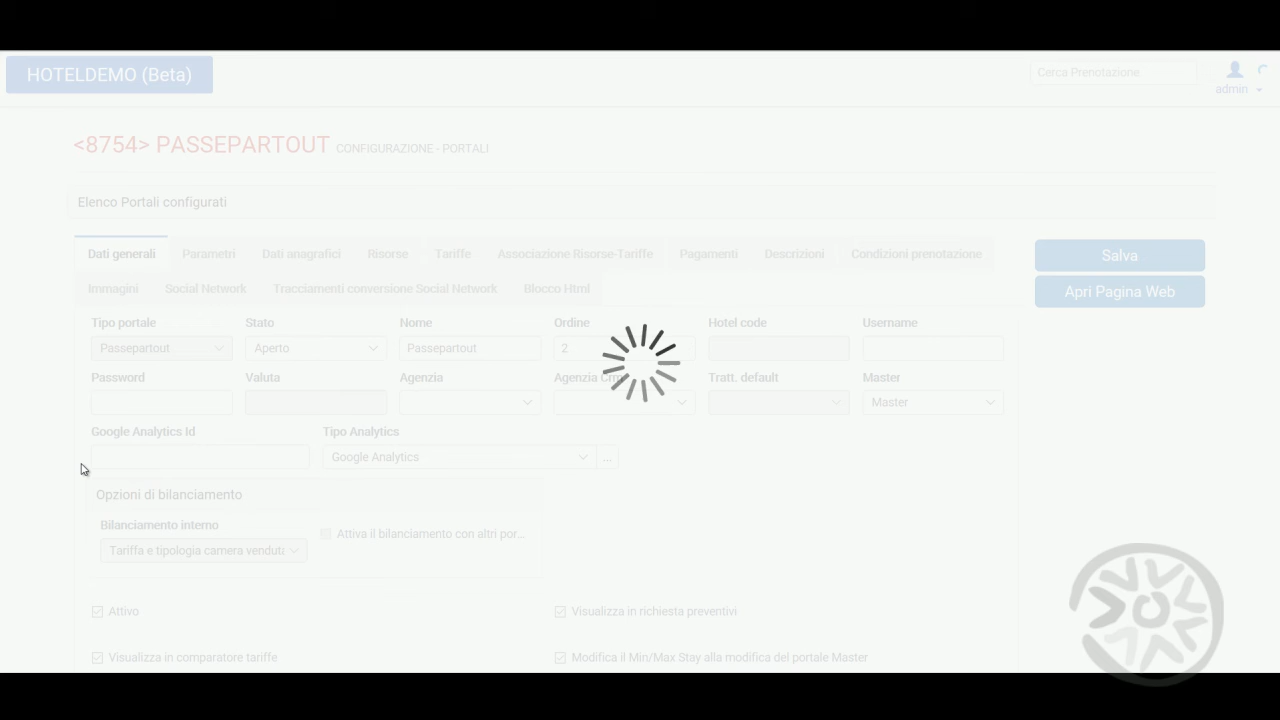 HOTELDEMO (Beta)
Cerca Prenotazione
admin
<8754> PASSEPARTOUT CONFIGURAZIONE - PORTALI
Elenco Portali configurati
Dati generali Parametri Dati anagrafici Risorse Tariffe Associazione Risorse-Tariffe Pagamenti Descrizioni Condizioni prenotazione
Salva
Immagini Social Network Tracciamenti conversione Social Network Blocco Html
Apri Pagina Web
Tipo portale Stato Nome Ordine Hotel code Username
Passepartout Aperto Passepartout 2
Password Valuta Agenzia Agenzia Crm Tratt. default Master
Master
Google Analytics Id Tipo Analytics
Google Analytics ...
Opzioni di bilanciamento
Bilanciamento interno
Attiva il bilanciamento con altri por...
Tariffa e tipologia camera venduta
Attivo Visualizza in richiesta preventivi
Visualizza in comparatore tariffe Modifica il Min/Max Stay alla modifica del portale Master